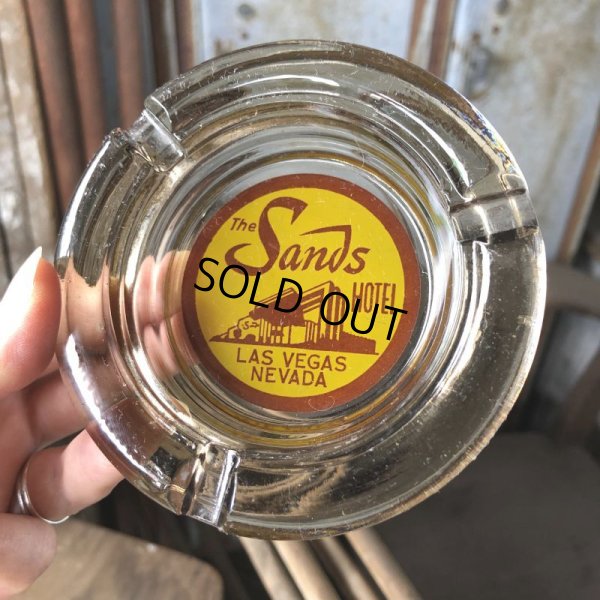 The Sands
HOTEL
SOLD OUT
LAS VEGAS
NEVADA